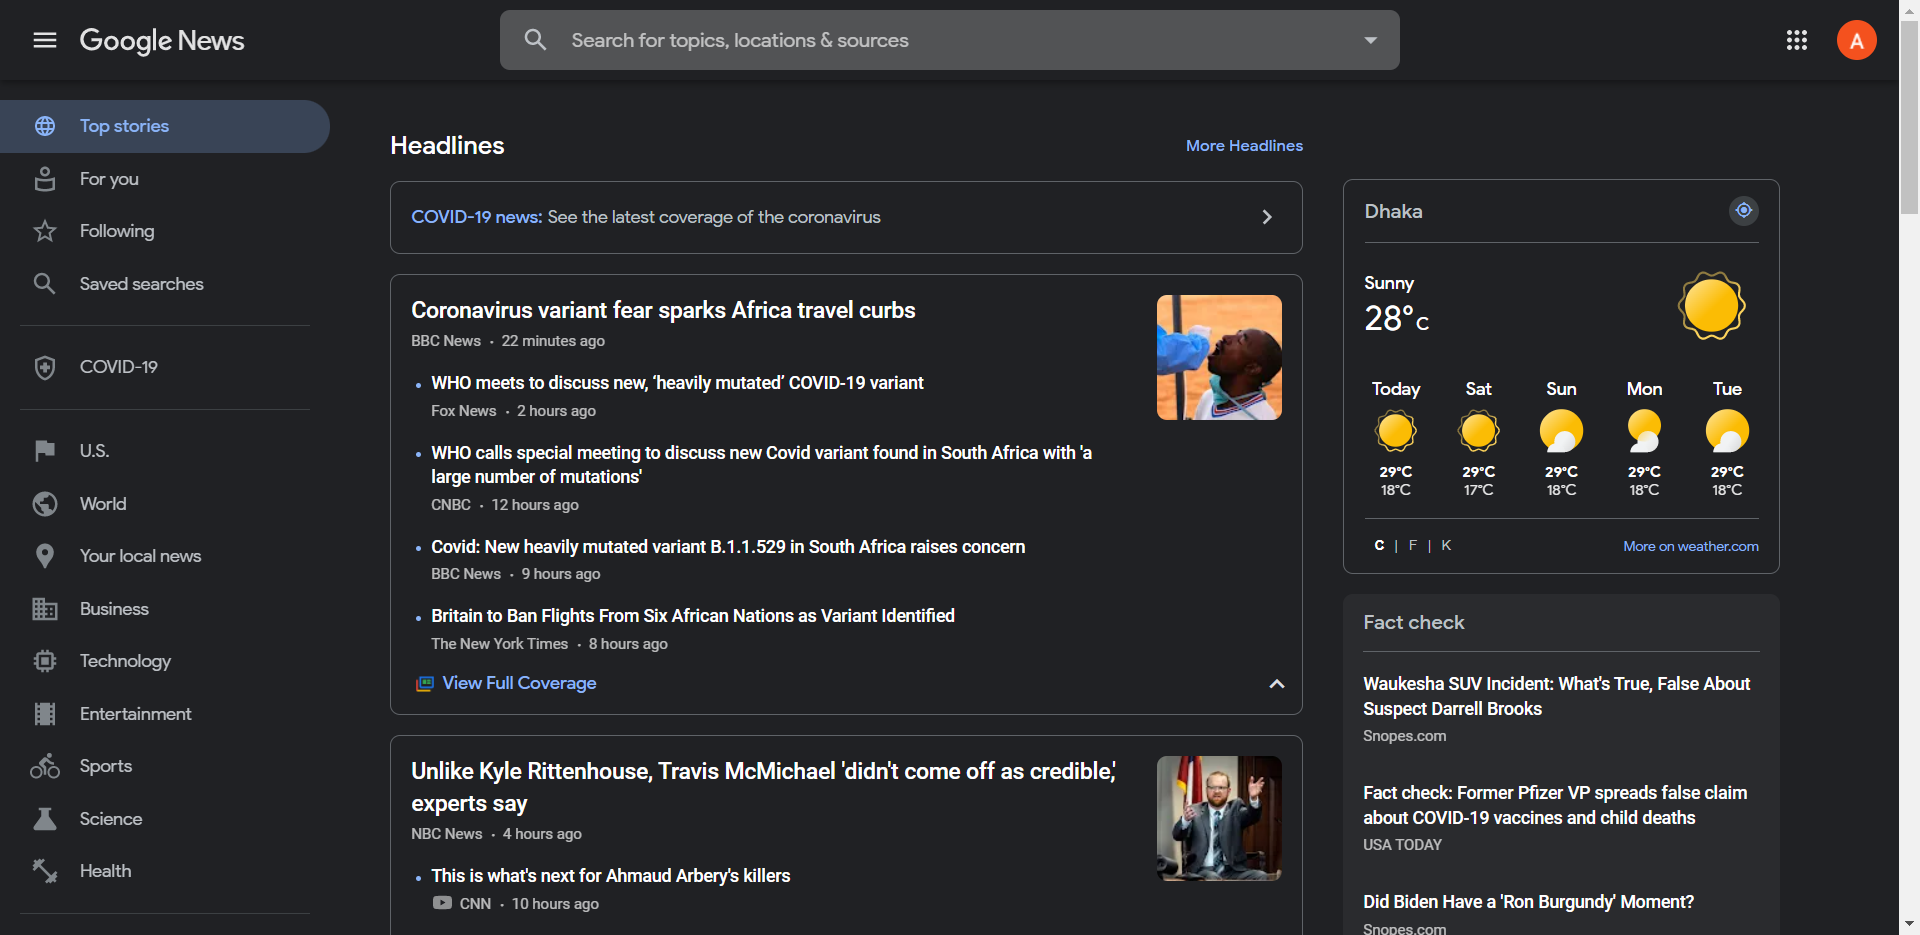 Google News
Search for topics, locations & sources
A
Top stories
For you
Following
Saved searches
COVID-19
U.S.
World
Your local news
Business
Technology
Entertainment
Sports
Science
Health
Headlines
More Headlines
COVID-19 news: See the latest coverage of the coronavirus
Coronavirus variant fear sparks Africa travel curbs
BBC News · 22 minutes ago
• WHO meets to discuss new, ‘heavily mutated’ COVID-19 variant
Fox News · 2 hours ago
• WHO calls special meeting to discuss new Covid variant found in South Africa with 'a
large number of mutations'
CNBC · 12 hours ago
• Covid: New heavily mutated variant B.1.1.529 in South Africa raises concern
BBC News · 9 hours ago
• Britain to Ban Flights From Six African Nations as Variant Identified
The New York Times · 8 hours ago
View Full Coverage
Unlike Kyle Rittenhouse, Travis McMichael 'didn't come off as credible,'
experts say
NBC News · 4 hours ago
• This is what's next for Ahmaud Arbery's killers
CNN · 10 hours ago
Dhaka
Sunny
28°C
Today Sat Sun Mon Tue
29°C 29°C 29°C 29°C 29°C
18°C 17°C 18°C 18°C 18°C
C | F | K
More on weather.com
Fact check
Waukesha SUV Incident: What's True, False About
Suspect Darrell Brooks
Snopes.com
Fact check: Former Pfizer VP spreads false claim
about COVID-19 vaccines and child deaths
USA TODAY
Did Biden Have a 'Ron Burgundy' Moment?
Snopes.com